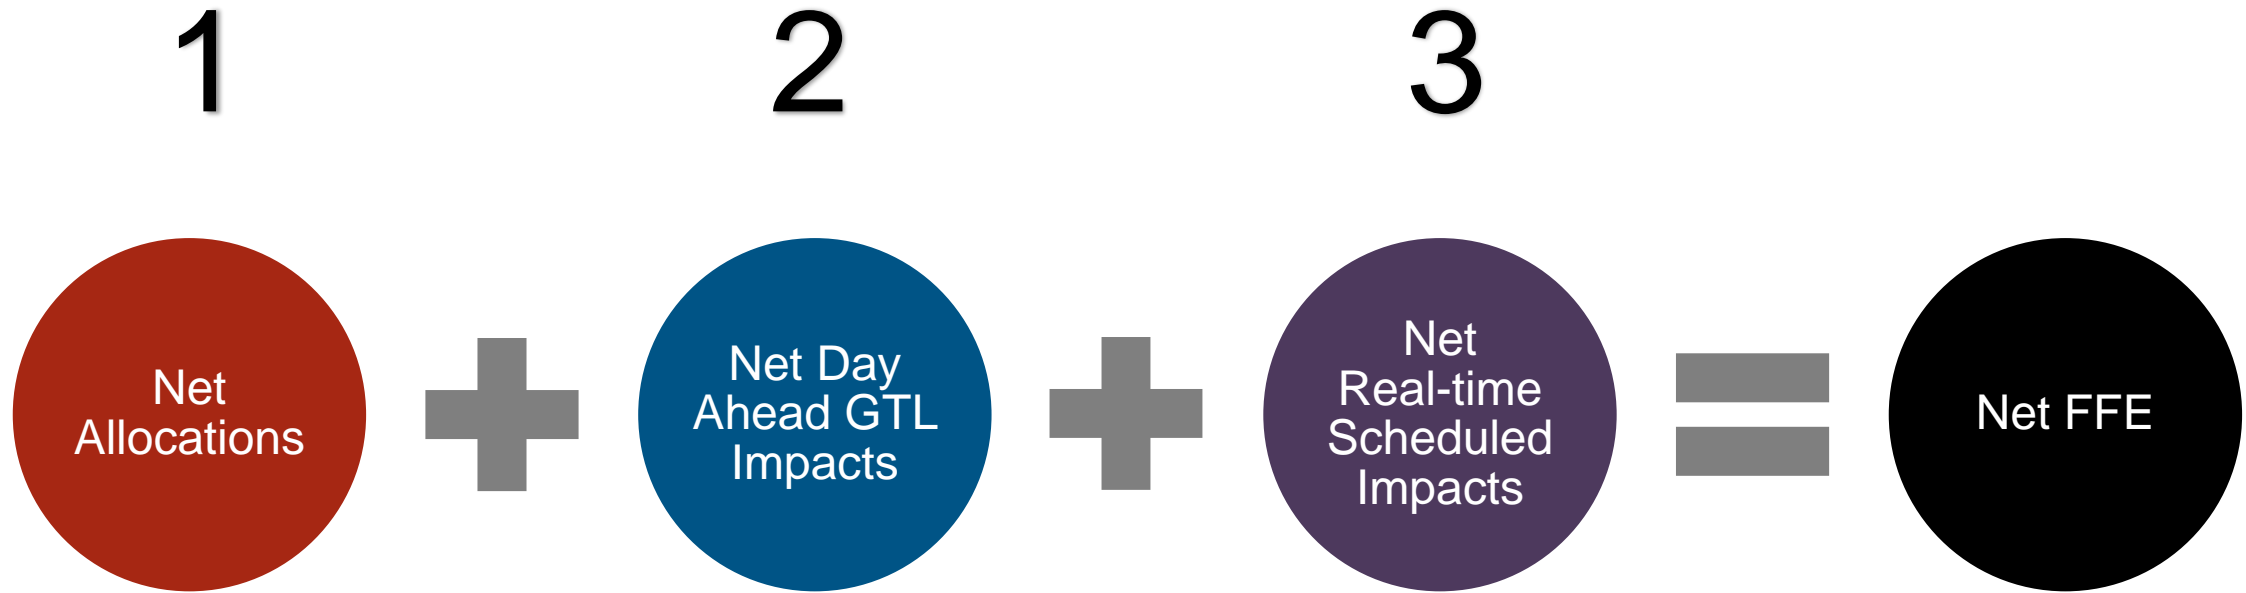 1
2
3
Net
Allocations
Net Day
Ahead GTL
Impacts
Net
Real-time
Scheduled
Impacts
Net FFE